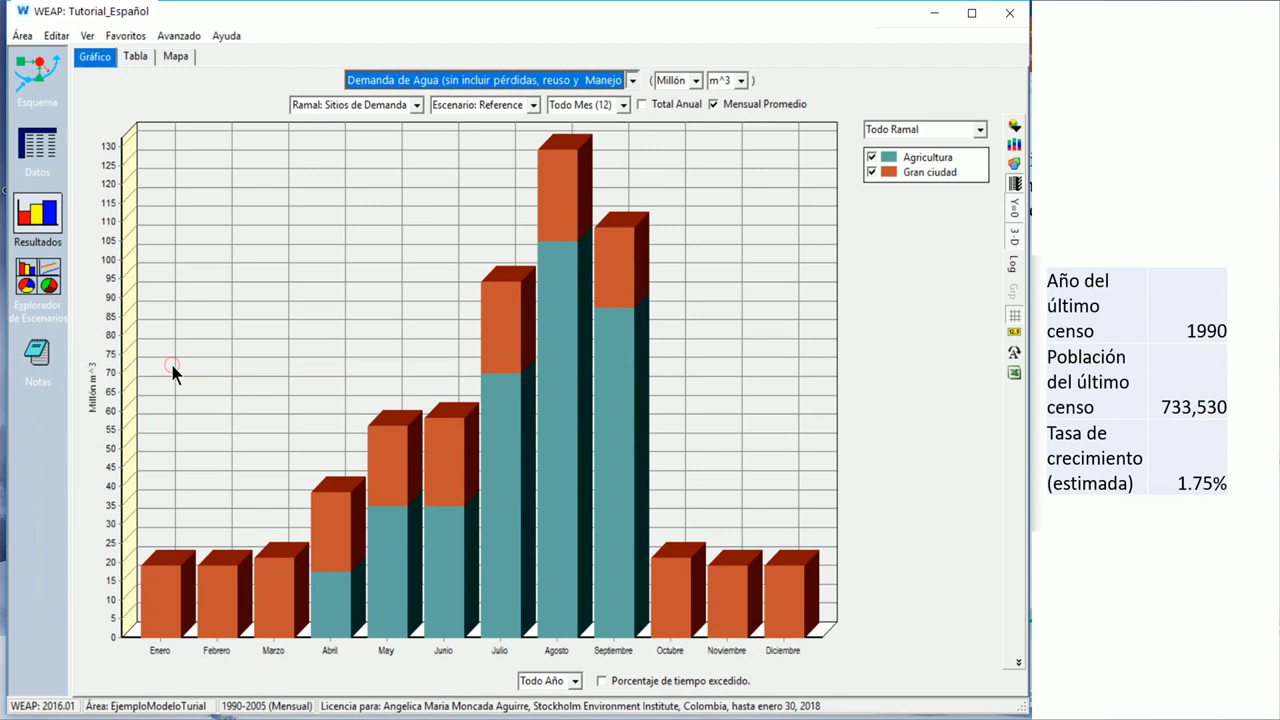 WEAP: Tutorial_Español
Área Editar Ver Favoritos Avanzado Ayuda
Gráfico Tabla Mapa
Demanda de Agua (sin incluir pérdidas, reuso y Manejo
( Millón m^3 )
Ramal: Sitios de Demanda Escenario: Reference Todo Mes (12) Total Anual Mensual Promedio
Esquema
Datos
Resultados
Explorador
de Escenarios
Notas
Todo Ramal
Agricultura
Gran ciudad
Y=0
3-D
Log
Grp
12.5
130
125
120
115
110
105
100
95
90
85
80
75
70
65
60
55
50
45
40
35
30
25
20
15
10
5
0
Millón m^3
Enero Febrero Marzo Abril May Junio Julio Agosto Septiembre Octubre Noviembre Diciembre
Todo Año Porcentaje de tiempo excedido.
WEAP: 2016.01 Área: EjemploModeloTurial 1990-2005 (Mensual) Licencia para: Angelica Maria Moncada Aguirre, Stockholm Environment Institute, Colombia, hasta enero 30, 2018
Año del
último
censo 1990
Población
del último
censo 733,530
Tasa de
crecimiento
(estimada) 1.75%